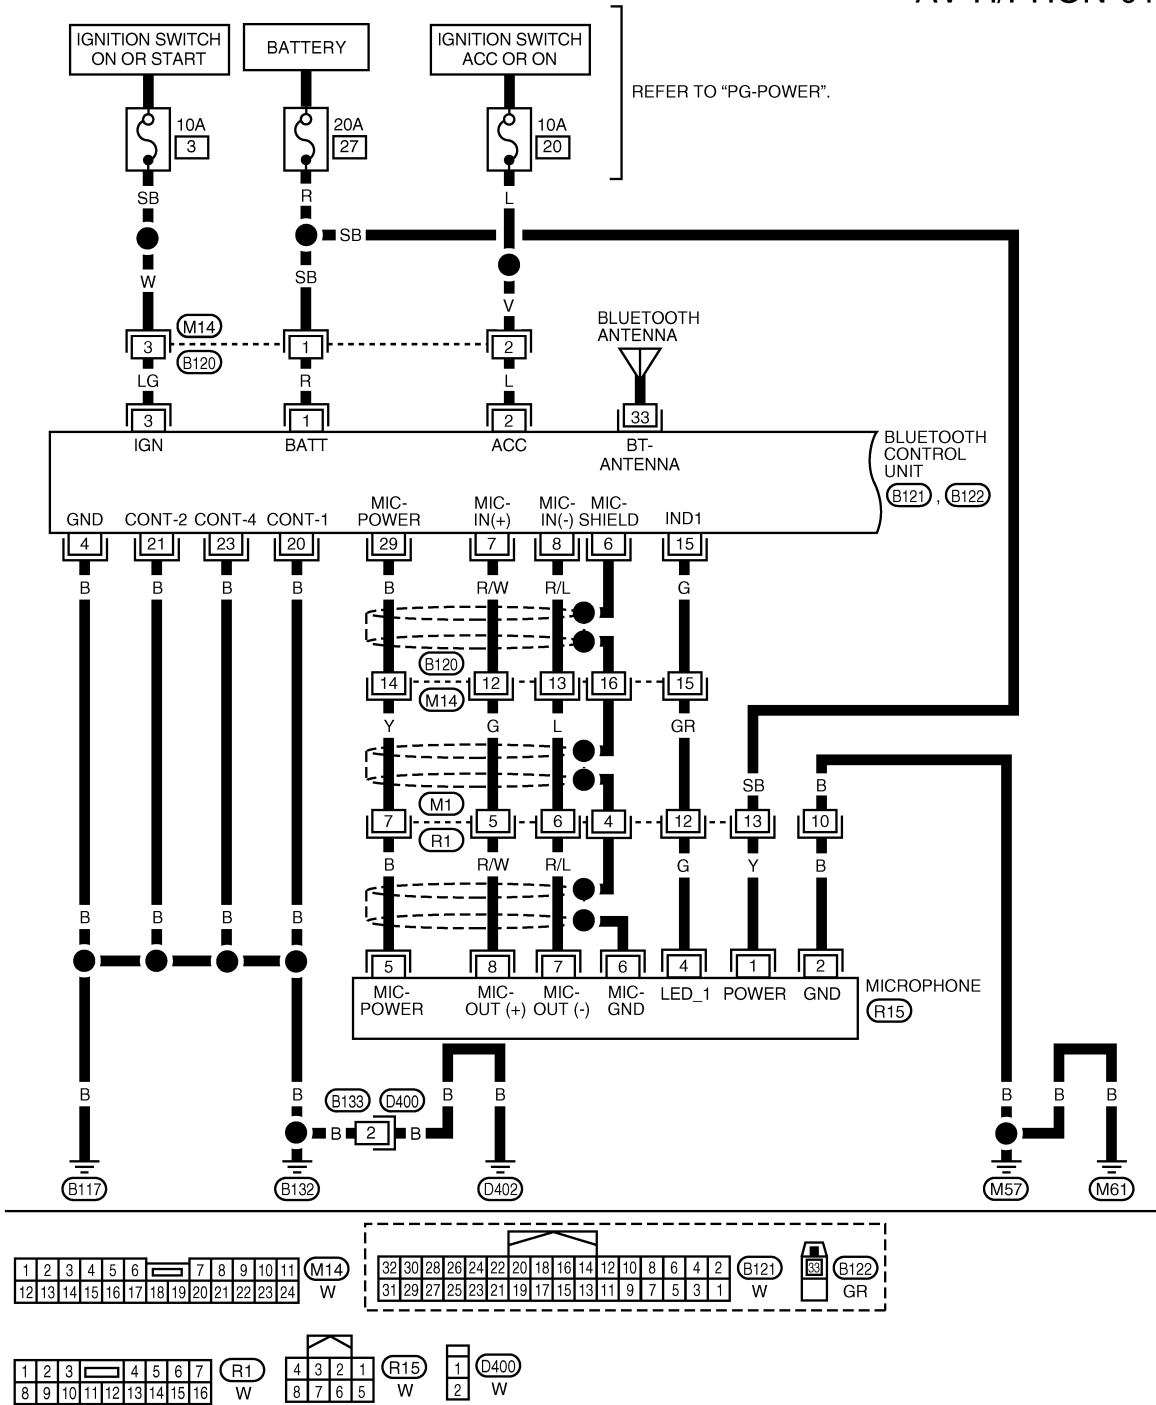 IGNITION SWITCH
ON OR START
BATTERY
IGNITION SWITCH
ACC OR ON
REFER TO “PG-POWER”.
10A
3
20A
27
10A
20
SB
R
L
SB
W
SB
V
BLUETOOTH
ANTENNA
M14
3
1
2
B120
LG
R
L
3
1
2
33
IGN
BATT
ACC
BT-
ANTENNA
BLUETOOTH
CONTROL
UNIT
B121 , B122
GND
CONT-2
CONT-4
CONT-1
MIC-
POWER
MIC-
IN(+)
MIC-
IN(-)
MIC-
SHIELD
IND1
4 21 23 20 29 7 8 6 15
B B B B B R/W R/L G
B120
14 12 13 16 15
M14
Y G L GR
SB B
M1
7 5 6 4 12 13 10
R1
B R/W R/L G Y B
B B B B
5 8 7 6 4 1 2
MIC-
POWER
MIC-
OUT (+)
MIC-
OUT (-)
MIC-
GND
LED_1
POWER
GND
MICROPHONE
R15
B B B B B B B
B133 D400
B 2 B
B117 B132 D402 M57 M61
1 2 3 4 5 6 7 8 9 10 11
12 13 14 15 16 17 18 19 20 21 22 23 24
M14
W
32 30 28 26 24 22 20 18 16 14 12 10 8 6 4 2
31 29 27 25 23 21 19 17 15 13 11 9 7 5 3 1
B121
W
33
B122
GR
1 2 3 4 5 6 7
8 9 10 11 12 13 14 15 16
R1
W
4 3 2 1
8 7 6 5
R15
W
1
2
D400
W